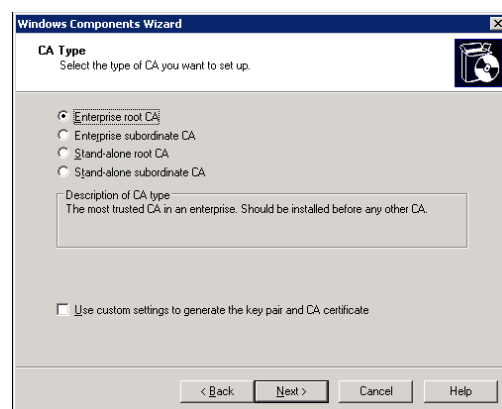 Windows Components Wizard
CA Type
Select the type of CA you want to set up.
Enterprise root CA
Enterprise subordinate CA
Stand-alone root CA
Stand-alone subordinate CA
Description of CA type
The most trusted CA in an enterprise. Should be installed before any other CA.
Use custom settings to generate the key pair and CA certificate
< Back Next > Cancel Help